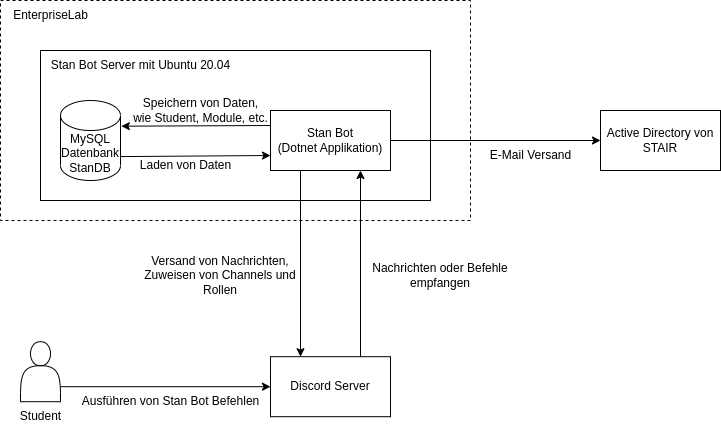 EnterpriseLab
Stan Bot Server mit Ubuntu 20.04
Speichern von Daten,
wie Student, Module, etc.
MySQL
Datenbank
StanDB
Laden von Daten
Stan Bot
(Dotnet Applikation)
E-Mail Versand
Active Directory von
STAIR
Versand von Nachrichten,
Zuweisen von Channels und
Rollen
Nachrichten oder Befehle
empfangen
Student
Ausführen von Stan Bot Befehlen
Discord Server